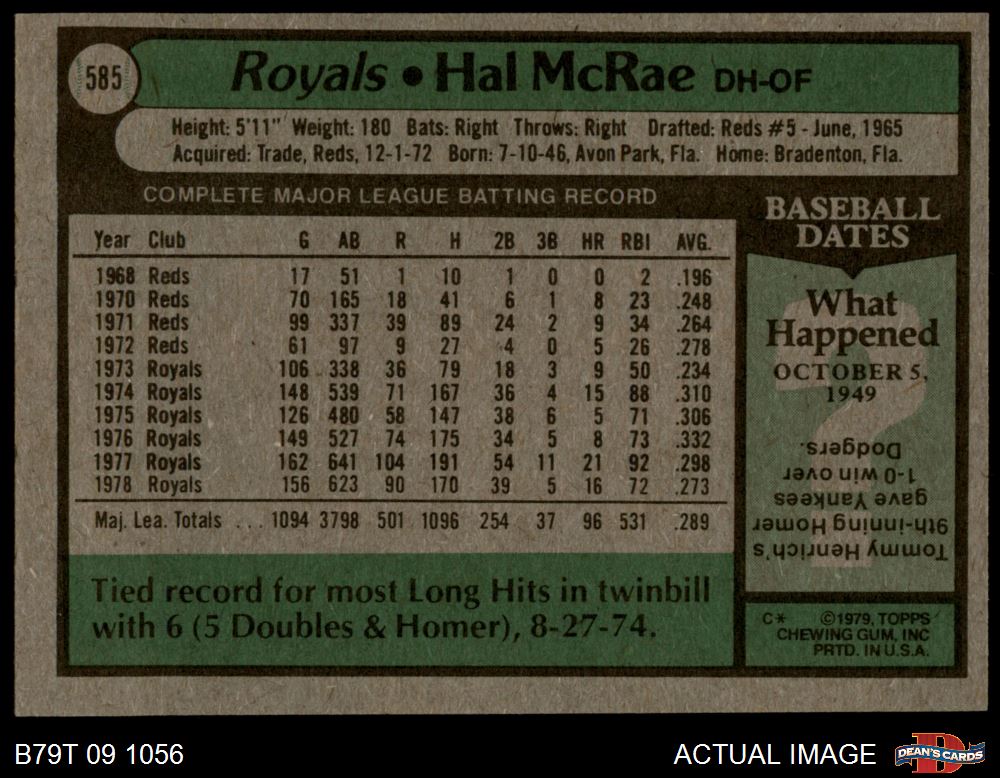 585
Royals • Hal McRae DH-OF
Height: 5'11" Weight: 180 Bats: Right Throws: Right Drafted: Reds #5 - June, 1965
Acquired: Trade, Reds, 12-1-72 Born: 7-10-46, Avon Park, Fla. Home: Bradenton, Fla.
COMPLETE MAJOR LEAGUE BATTING RECORD
Year Club G AB R H 2B 3B HR RBI AVG.
1968 Reds 17 51 1 10 1 0 0 2 .196
1970 Reds 70 165 18 41 6 1 8 23 .248
1971 Reds 99 337 39 89 24 2 9 34 .264
1972 Reds 61 97 9 27 4 0 5 26 .278
1973 Royals 106 338 36 79 18 3 9 50 .234
1974 Royals 148 539 71 167 36 4 15 88 .310
1975 Royals 126 480 58 147 38 6 5 71 .306
1976 Royals 149 527 74 175 34 5 8 73 .332
1977 Royals 162 641 104 191 54 11 21 92 .298
1978 Royals 156 623 90 170 39 5 16 72 .273
Maj. Lea. Totals ... 1094 3798 501 1096 254 37 96 531 .289
Tied record for most Long Hits in twinbill
with 6 (5 Doubles & Homer), 8-27-74.
BASEBALL
DATES
What
Happened
OCTOBER 5,
1949
?
Tommy Henrich's
9th-inning Homer
gave Yankees
1-0 win over
Dodgers.
C* ©1979, TOPPS
CHEWING GUM, INC
PRTD. IN U.S.A.
B79T 09 1056
ACTUAL IMAGE
DEAN'S CARDS